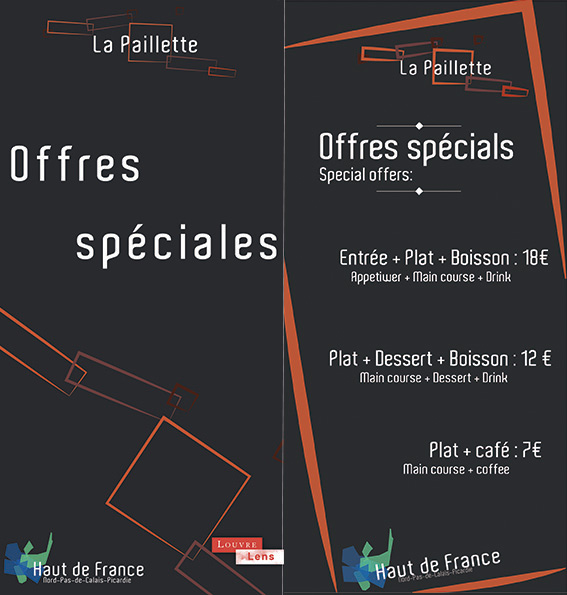 La Paillette
Offres
spéciales
LOUVRE
Lens
Haut de France
Nord-Pas-de-Calais-Picardie
La Paillette
Offres spécials
Special offers:
Entrée + Plat + Boisson : 18€
Appetiwer + Main course + Drink
Plat + Dessert + Boisson : 12 €
Main course + Dessert + Drink
Plat + café : 7€
Main course + coffee
Haut de France
Nord-Pas-de-Calais-Picardie